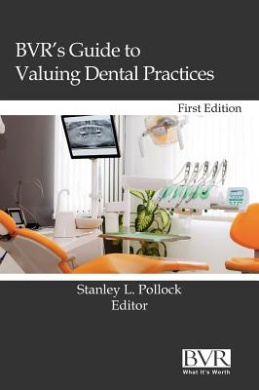 BVR's Guide to
Valuing Dental Practices
First Edition
Stanley L. Pollock
Editor
BVR
What It's Worth